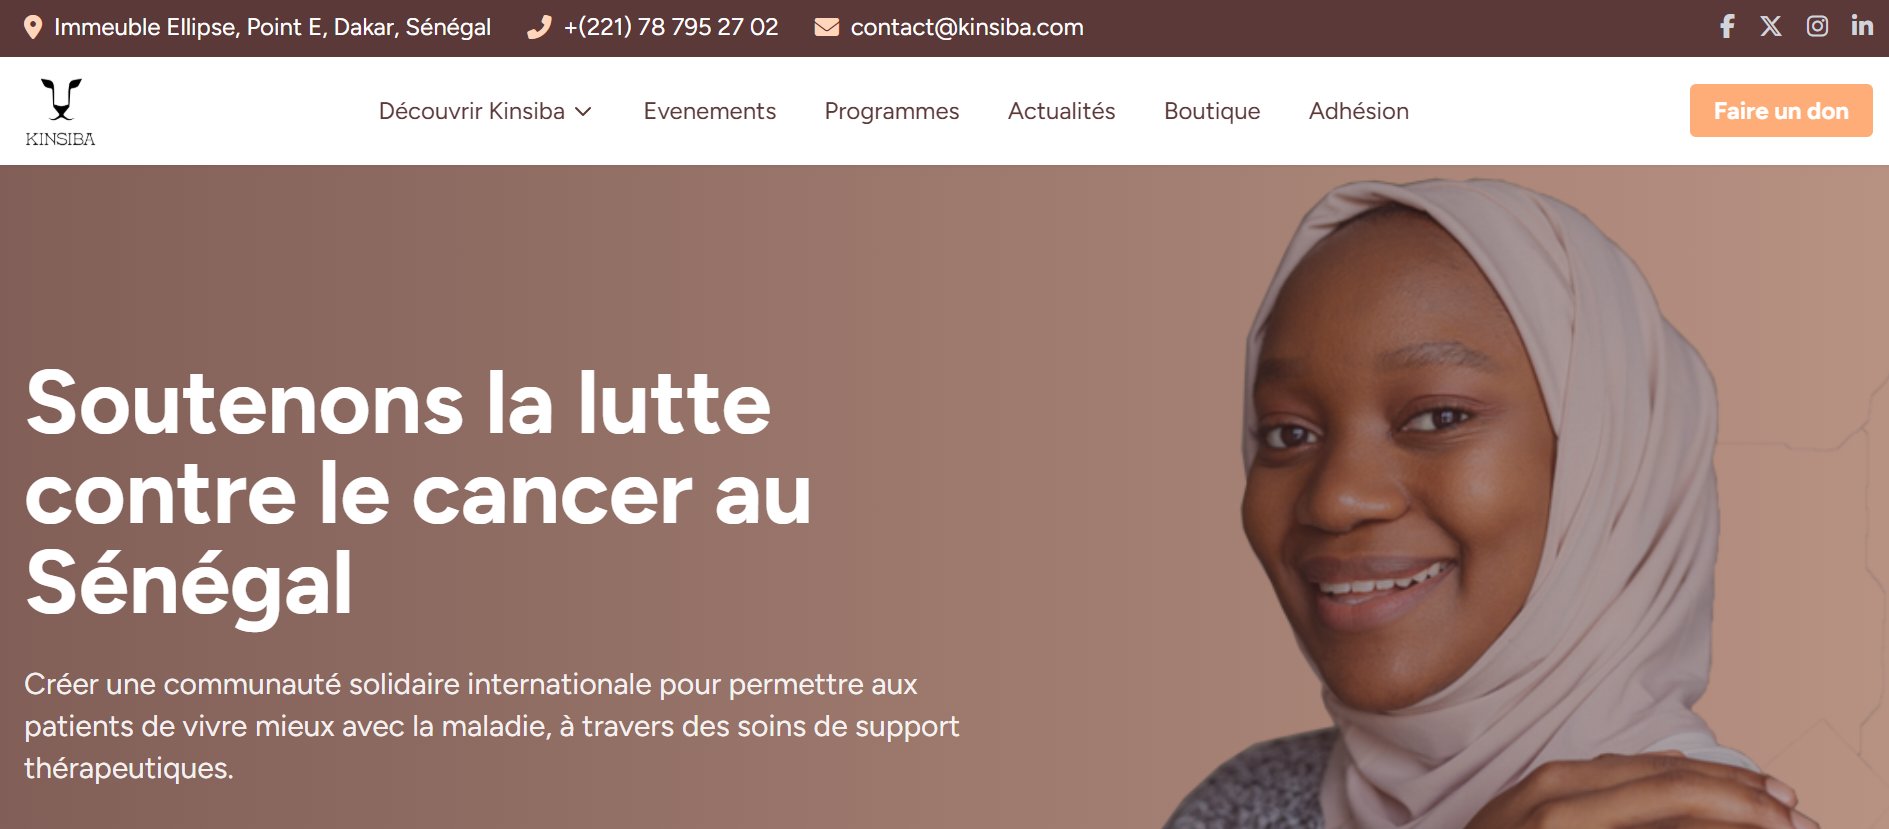 Immeuble Ellipse, Point E, Dakar, Sénégal
+(221) 78 795 27 02
contact@kinsiba.com
KINSIBA
Découvrir Kinsiba
Evenements
Programmes
Actualités
Boutique
Adhésion
Faire un don
Soutenons la lutte
contre le cancer au
Sénégal
Créer une communauté solidaire internationale pour permettre aux
patients de vivre mieux avec la maladie, à travers des soins de support
thérapeutiques.